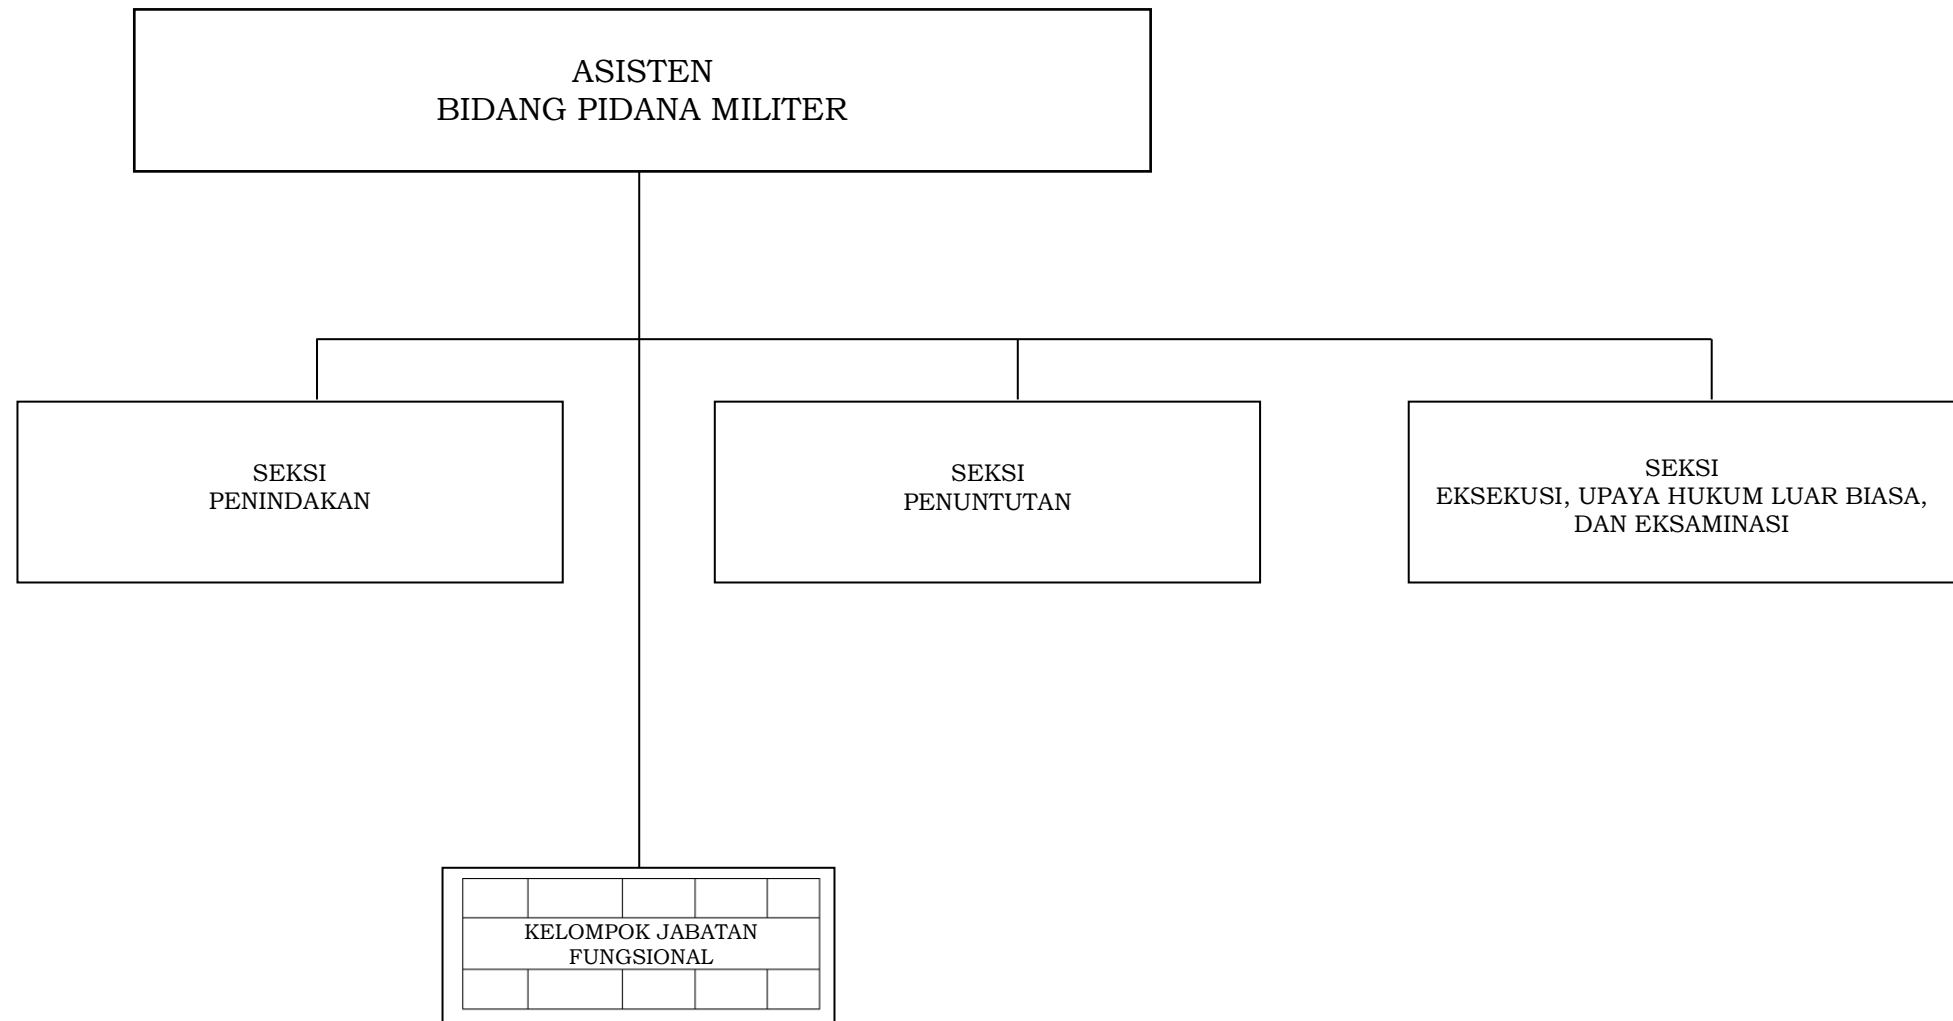 ASISTEN
BIDANG PIDANA MILITER
SEKSI
PENINDAKAN
SEKSI
PENUNTUTAN
SEKSI
EKSEKUSI, UPAYA HUKUM LUAR BIASA,
DAN EKSAMINASI
KELOMPOK JABATAN
FUNGSIONAL